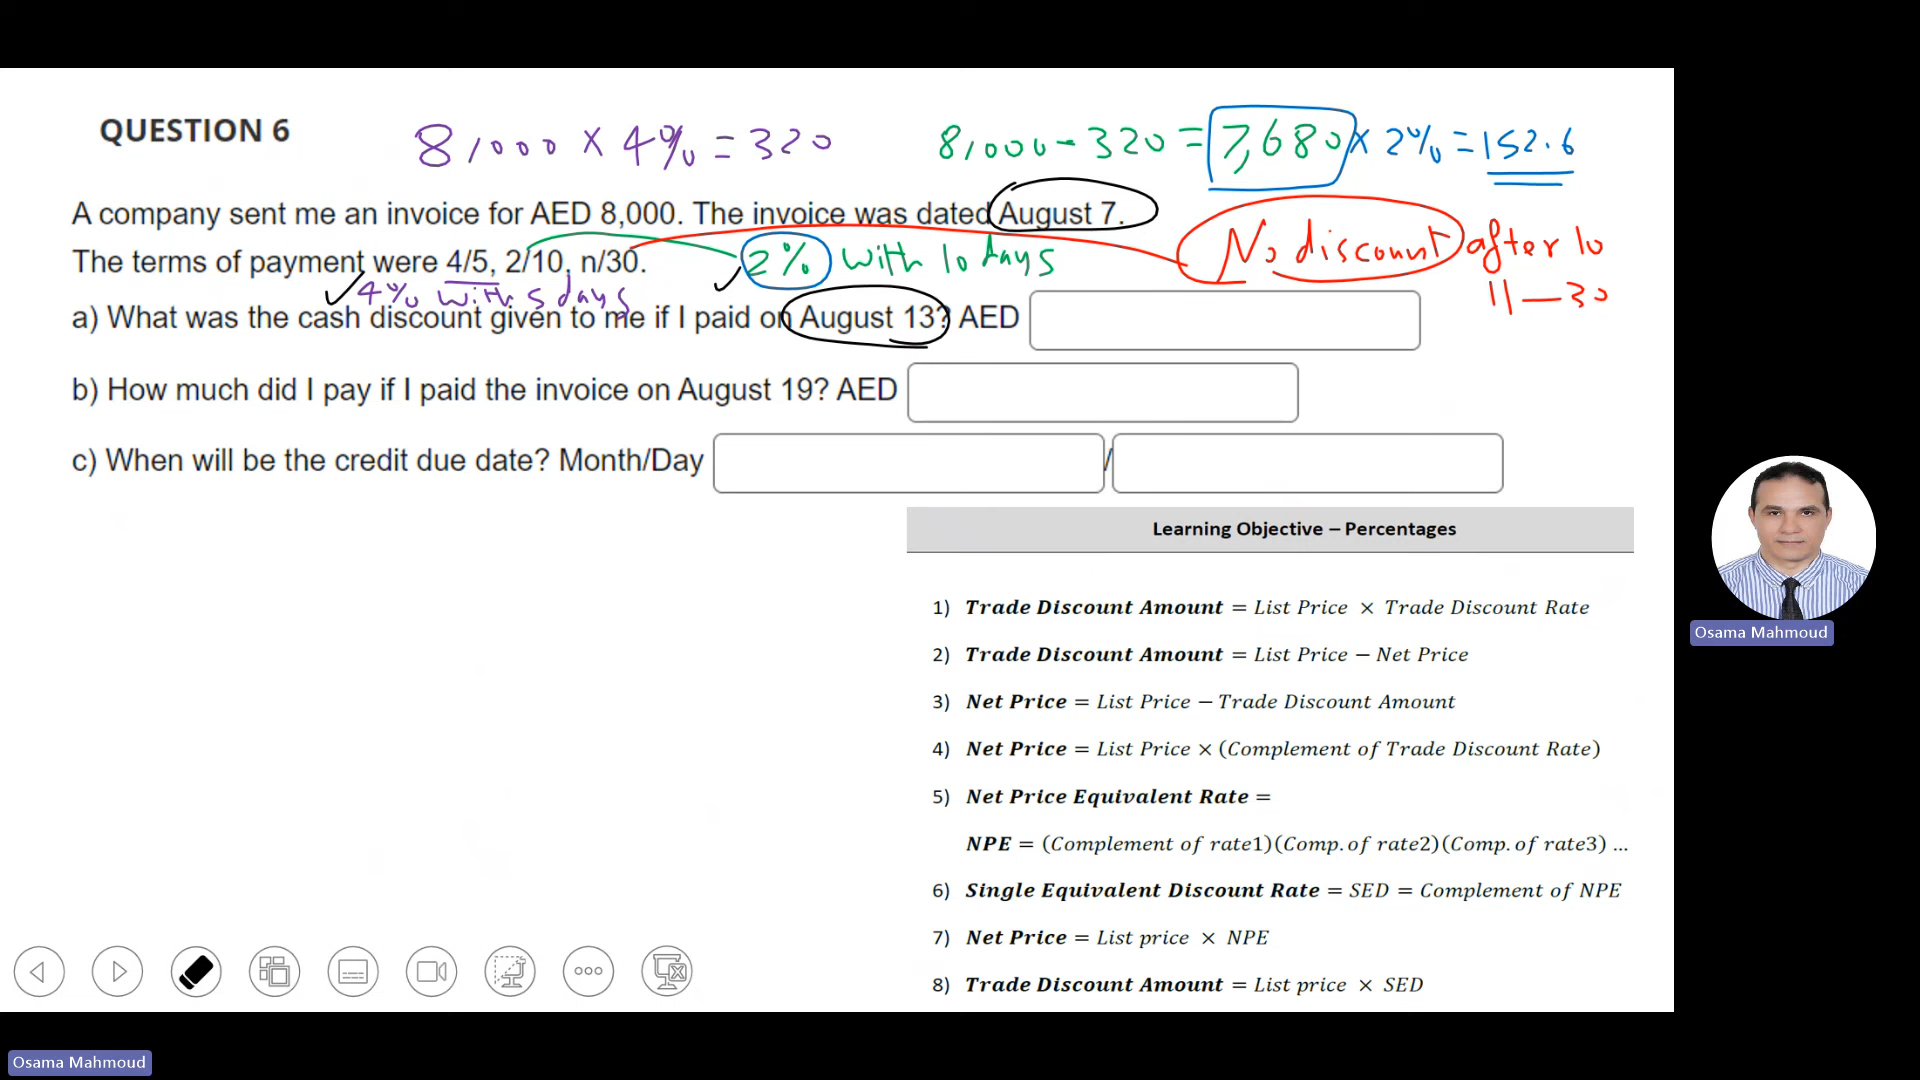 QUESTION 6
8,000 × 4% = 320
8,000 - 320 = 7,680 × 2% = 152.6
A company sent me an invoice for AED 8,000. The invoice was dated August 7.
The terms of payment were 4/5, 2/10, n/30.
2% with 10 days
No discount after 10
11 — 30
4% with 5 days
a) What was the cash discount given to me if I paid on August 13? AED
b) How much did I pay if I paid the invoice on August 19? AED
c) When will be the credit due date? Month/Day /
Learning Objective – Percentages
1) Trade Discount Amount = List Price × Trade Discount Rate
2) Trade Discount Amount = List Price − Net Price
3) Net Price = List Price − Trade Discount Amount
4) Net Price = List Price × (Complement of Trade Discount Rate)
5) Net Price Equivalent Rate =
NPE = (Complement of rate1)(Comp. of rate2)(Comp. of rate3) ...
6) Single Equivalent Discount Rate = SED = Complement of NPE
7) Net Price = List price × NPE
8) Trade Discount Amount = List price × SED
Osama Mahmoud
Osama Mahmoud